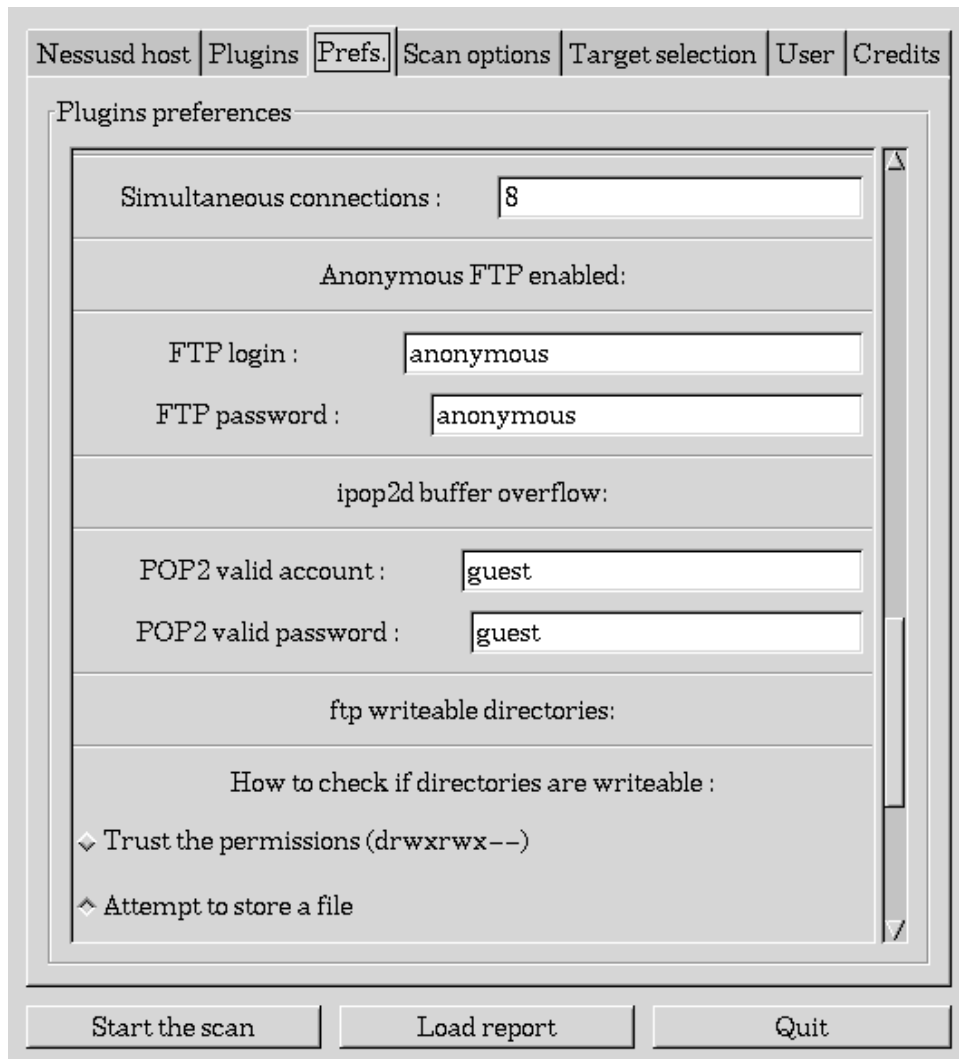 Nessusd host Plugins Prefs. Scan options Target selection User Credits
Plugins preferences
Simultaneous connections : 8
Anonymous FTP enabled:
FTP login : anonymous
FTP password : anonymous
ipop2d buffer overflow:
POP2 valid account : guest
POP2 valid password : guest
ftp writeable directories:
How to check if directories are writeable :
Trust the permissions (drwxrwx--)
Attempt to store a file
Start the scan Load report Quit